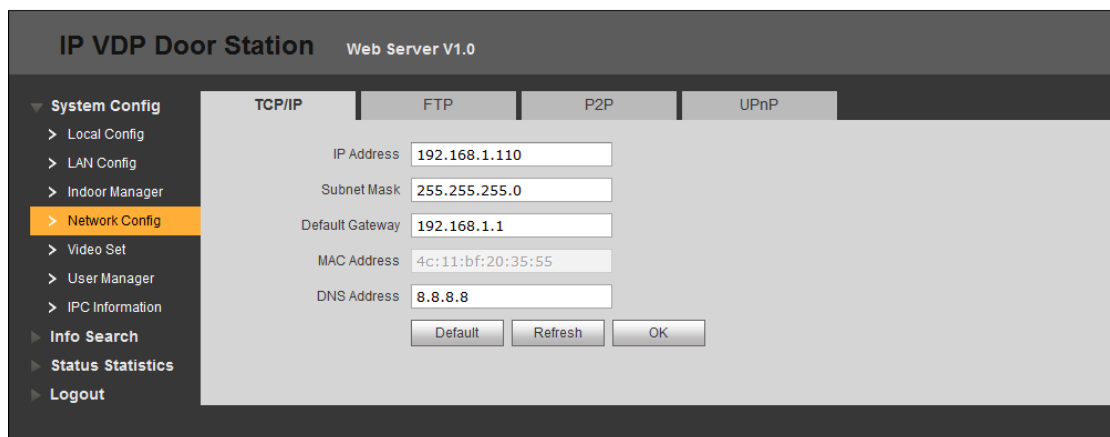 IP VDP Door Station Web Server V1.0
System Config
> Local Config
> LAN Config
> Indoor Manager
> Network Config
> Video Set
> User Manager
> IPC Information
Info Search
Status Statistics
Logout
TCP/IP FTP P2P UPnP
IP Address 192.168.1.110
Subnet Mask 255.255.255.0
Default Gateway 192.168.1.1
MAC Address 4c:11:bf:20:35:55
DNS Address 8.8.8.8
Default Refresh OK